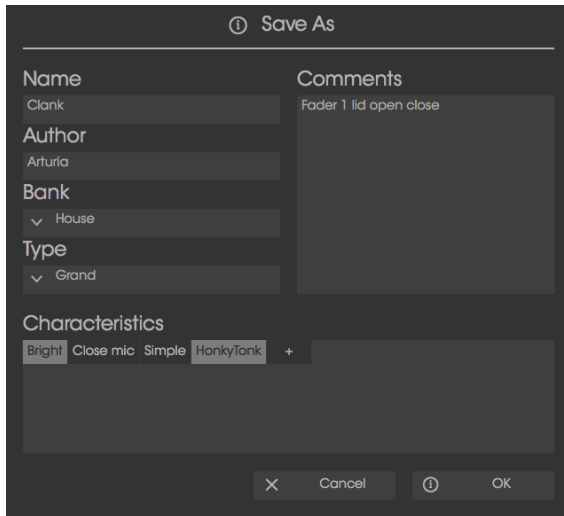 Save As
Name
Clank
Author
Arturia
Bank
House
Type
Grand
Comments
Fader 1 lid open close
Characteristics
Bright Close mic Simple HonkyTonk +
Cancel OK